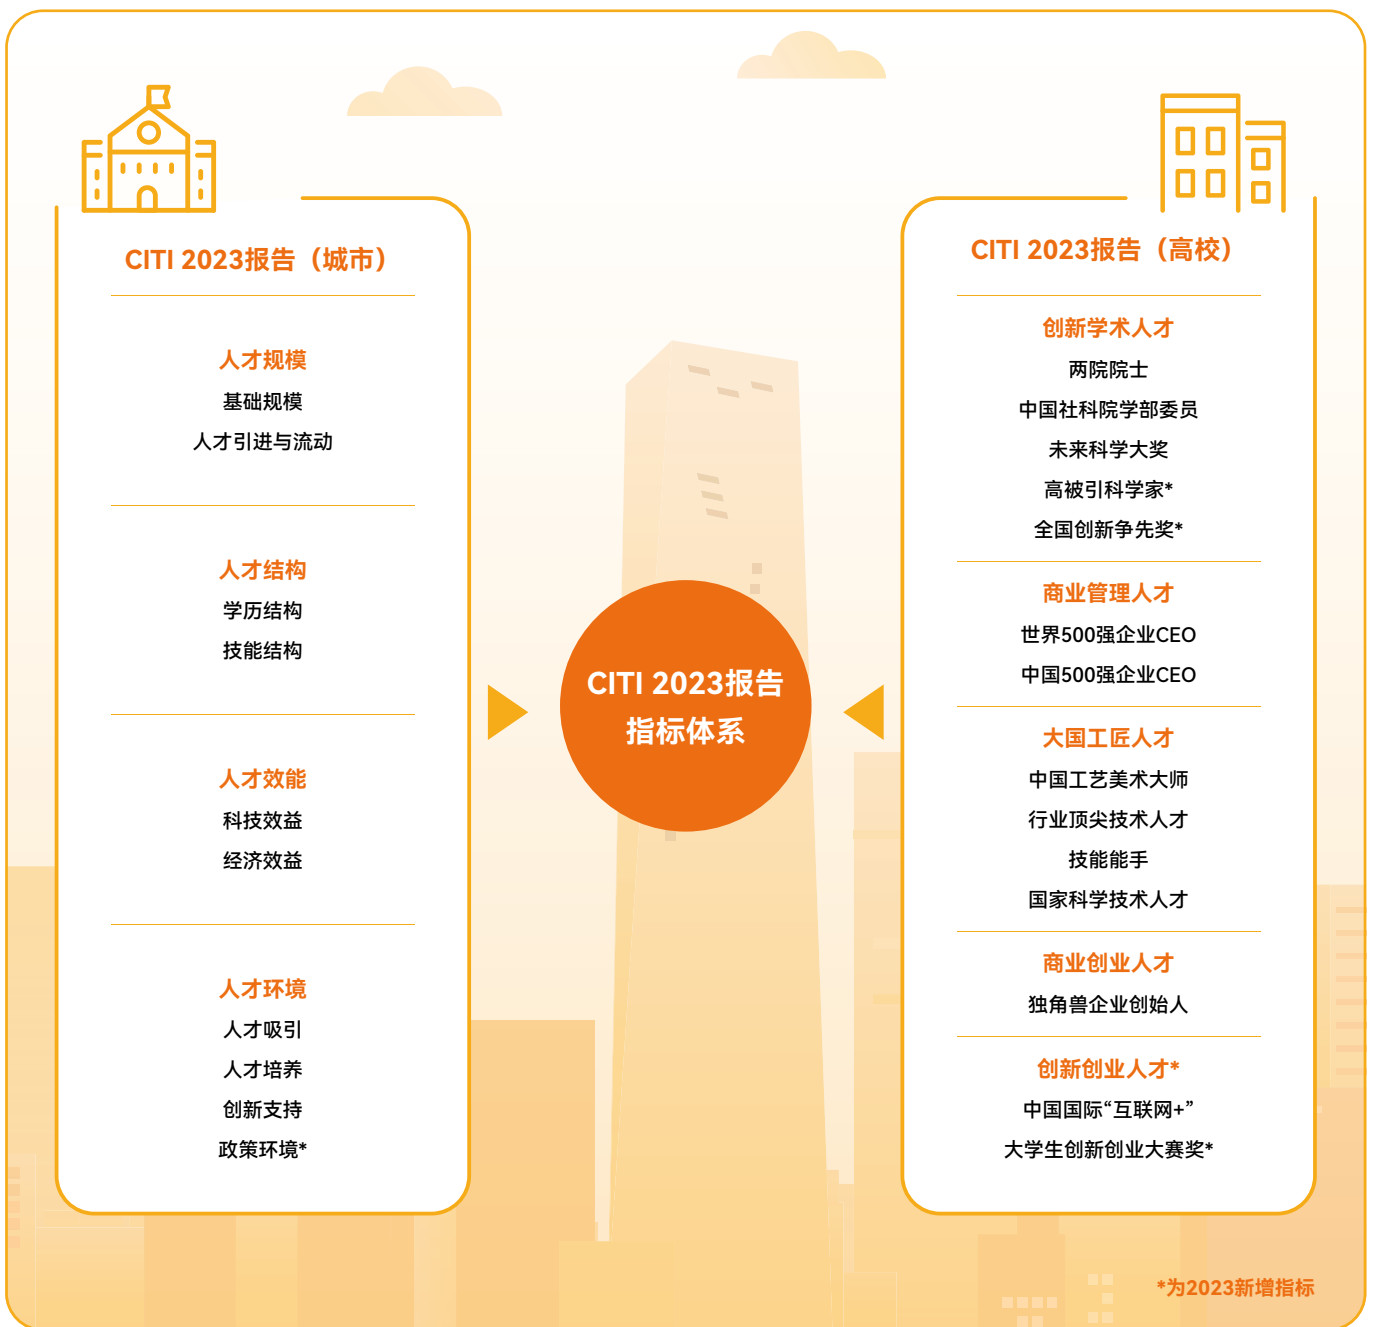 CITI 2023报告（城市）
人才规模
基础规模
人才引进与流动
人才结构
学历结构
技能结构
人才效能
科技效益
经济效益
人才环境
人才吸引
人才培养
创新支持
政策环境*
CITI 2023报告
指标体系
CITI 2023报告（高校）
创新学术人才
两院院士
中国社科院学部委员
未来科学大奖
高被引科学家*
全国创新争先奖*
商业管理人才
世界500强企业CEO
中国500强企业CEO
大国工匠人才
中国工艺美术大师
行业顶尖技术人才
技能能手
国家科学技术人才
商业创业人才
独角兽企业创始人
创新创业人才*
中国国际“互联网+”
大学生创新创业大赛奖*
*为2023新增指标